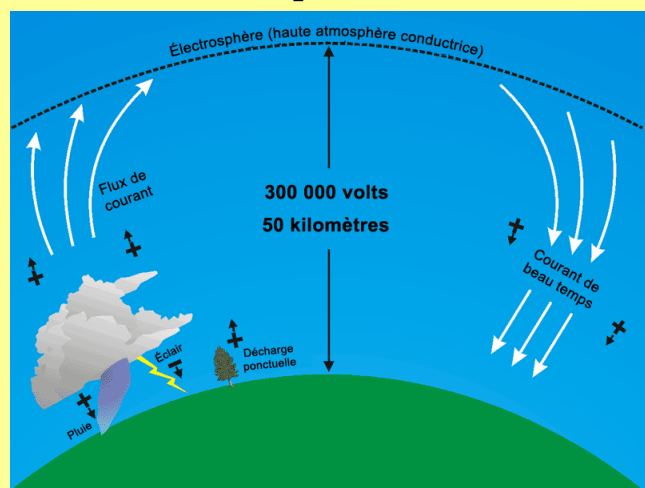 Électrosphère (haute atmosphère conductrice)
Flux de
courant
300 000 volts
50 kilomètres
Courant de
beau temps
Éclair
Décharge
ponctuelle
Pluie